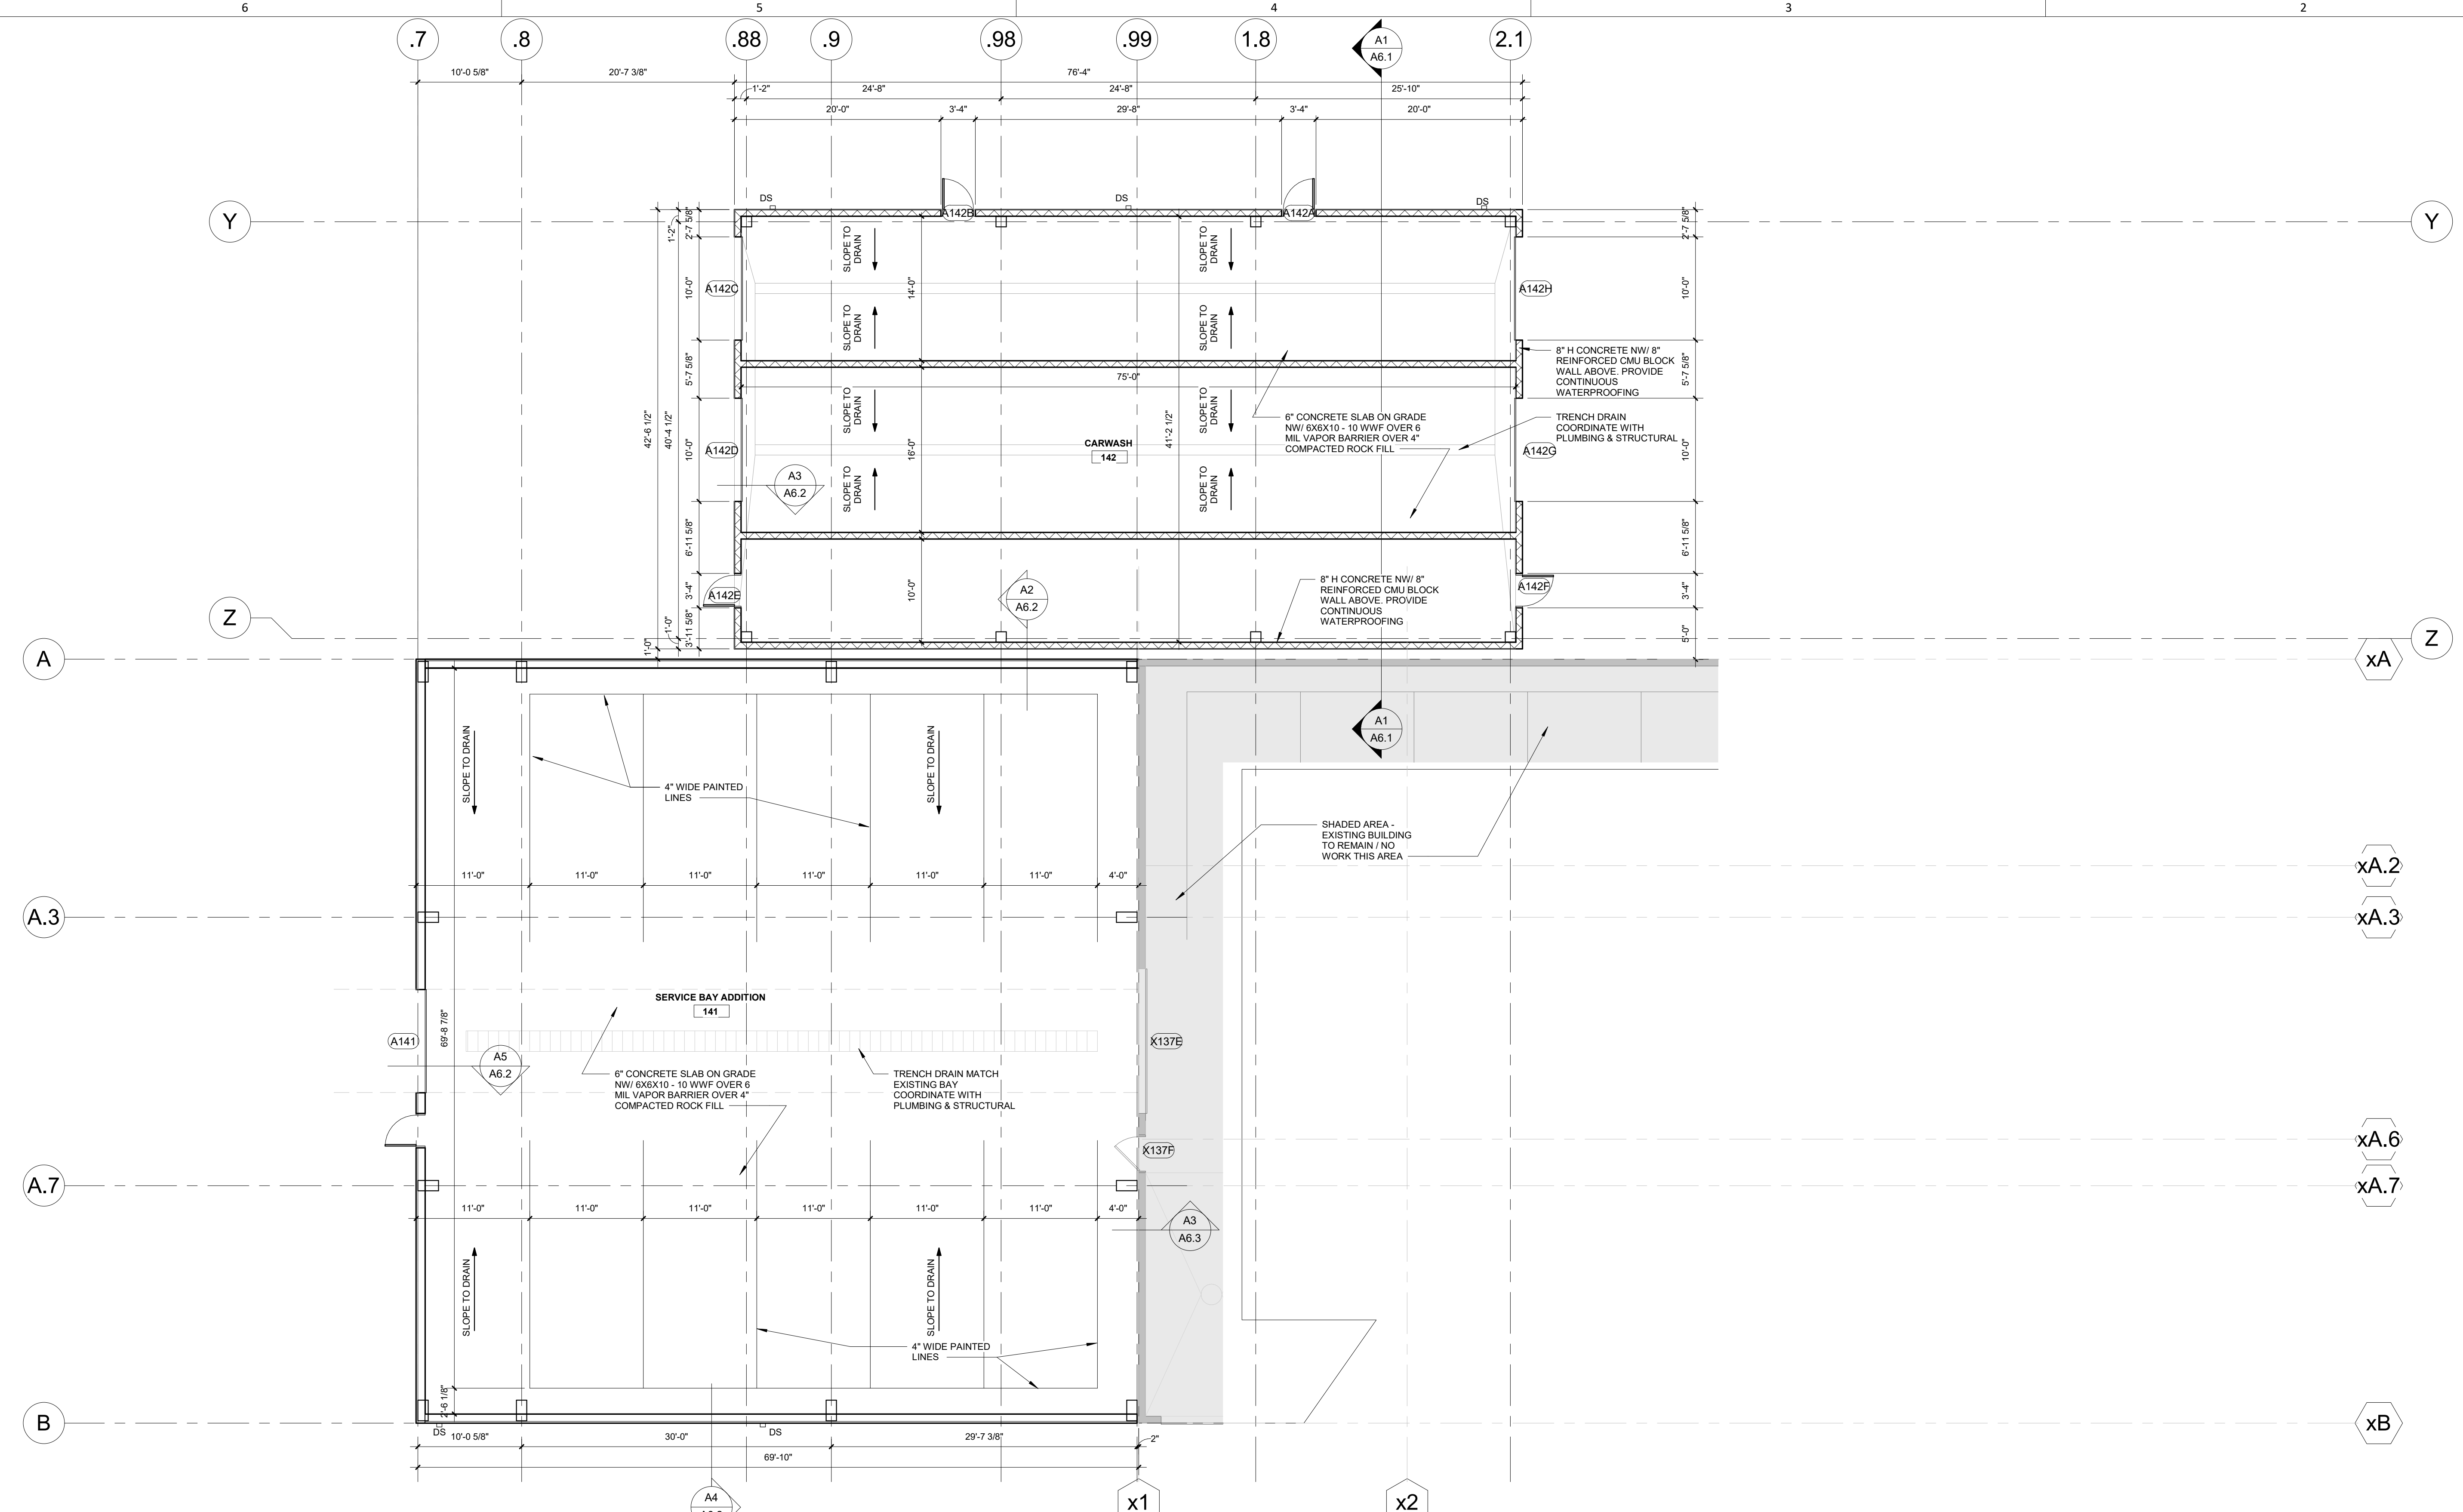 6 5 4 3 2
.7 .8 .88 .9 .98 .99 1.8 A1 2.1
A6.1
10'-0 5/8" 20'-7 3/8" 76'-4"
1'-2" 24'-8" 24'-8" 25'-10"
20'-0" 3'-4" 29'-8" 3'-4" 20'-0"
DS DS DS
A142B A142A
Y Y
1'-2" 2'-7 5/8" 2'-7 5/8"
SLOPE TO
DRAIN
SLOPE TO
DRAIN
10'-0" A142C 14'-0" A142H 10'-0"
SLOPE TO
DRAIN
SLOPE TO
DRAIN
8" H CONCRETE NW/ 8"
REINFORCED CMU BLOCK
WALL ABOVE. PROVIDE
CONTINUOUS
WATERPROOFING
5'-7 5/8" 75'-0" 5'-7 5/8"
SLOPE TO
DRAIN
SLOPE TO
DRAIN
6" CONCRETE SLAB ON GRADE
NW/ 6X6X10 - 10 WWF OVER 6
MIL VAPOR BARRIER OVER 4"
COMPACTED ROCK FILL
TRENCH DRAIN
COORDINATE WITH
PLUMBING & STRUCTURAL
42'-6 1/2" 40'-4 1/2" 41'-2 1/2"
CARWASH
142
10'-0" A142D 16'-0" A142G 10'-0"
A3
A6.2
SLOPE TO
DRAIN
SLOPE TO
DRAIN
6'-11 5/8" 6'-11 5/8"
8" H CONCRETE NW/ 8"
REINFORCED CMU BLOCK
WALL ABOVE. PROVIDE
CONTINUOUS
WATERPROOFING
3'-4" A142E 10'-0" A142F 3'-4"
A2
A6.2
Z Z
1'-0" 1'-0" 3'-11 5/8" 5'-0"
A xA
SLOPE TO DRAIN SLOPE TO DRAIN
A1
A6.1
4" WIDE PAINTED
LINES
SHADED AREA -
EXISTING BUILDING
TO REMAIN / NO
WORK THIS AREA
xA.2
11'-0" 11'-0" 11'-0" 11'-0" 11'-0" 11'-0" 4'-0"
A.3 xA.3
SERVICE BAY ADDITION
141
69'-8 7/8"
A141 X137E
A5
A6.2
6" CONCRETE SLAB ON GRADE
NW/ 6X6X10 - 10 WWF OVER 6
MIL VAPOR BARRIER OVER 4"
COMPACTED ROCK FILL
TRENCH DRAIN MATCH
EXISTING BAY
COORDINATE WITH
PLUMBING & STRUCTURAL
xA.6
X137F
A.7 xA.7
11'-0" 11'-0" 11'-0" 11'-0" 11'-0" 11'-0" 4'-0"
A3
A6.3
SLOPE TO DRAIN SLOPE TO DRAIN
4" WIDE PAINTED
LINES
2'-6 1/8"
B xB
DS DS
10'-0 5/8" 30'-0" 29'-7 3/8" 2"
69'-10"
A4
x1 x2